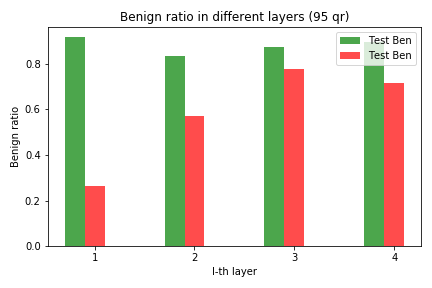 Benign ratio in different layers (95 qr)
Test Ben
Test Ben
Benign ratio
0.8
0.6
0.4
0.2
0.0
1 2 3 4
l-th layer